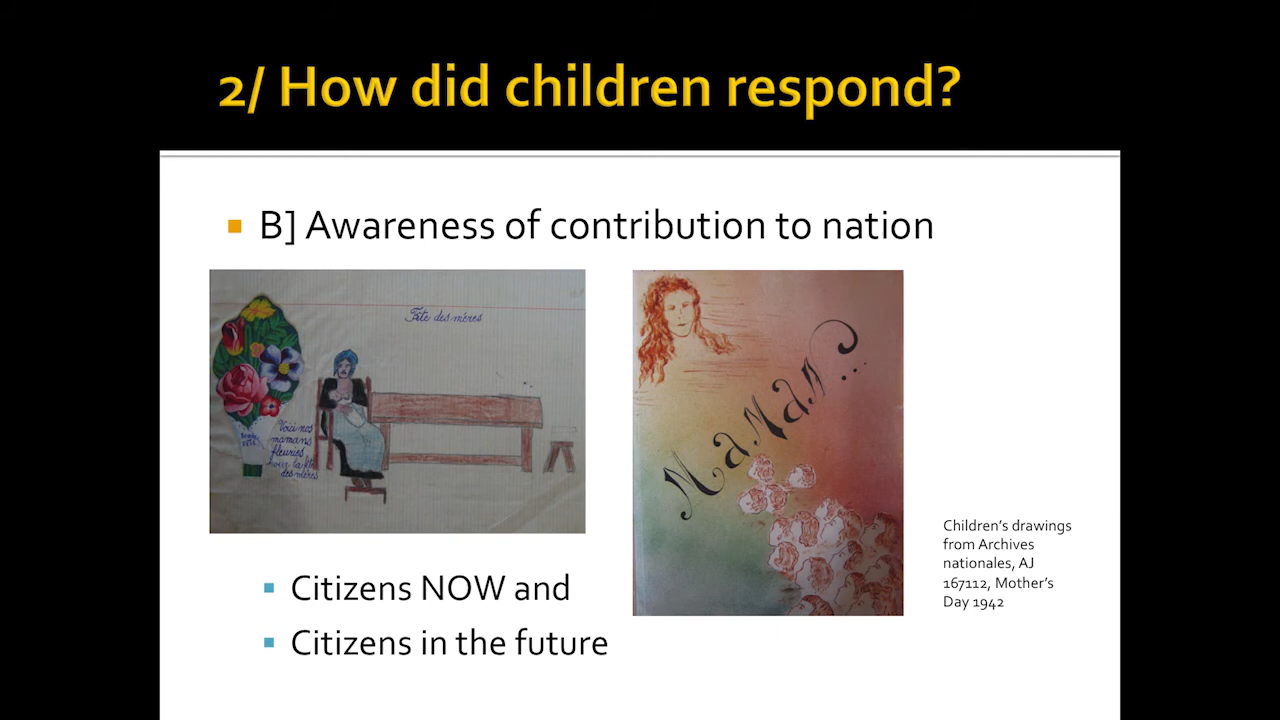 2/ How did children respond?
B] Awareness of contribution to nation
Fête des mères
Voici nos
mamans
fleuries
la fête
des mères
Maman...
Citizens NOW and
Citizens in the future
Children's drawings
from Archives
nationales, AJ
167112, Mother's
Day 1942